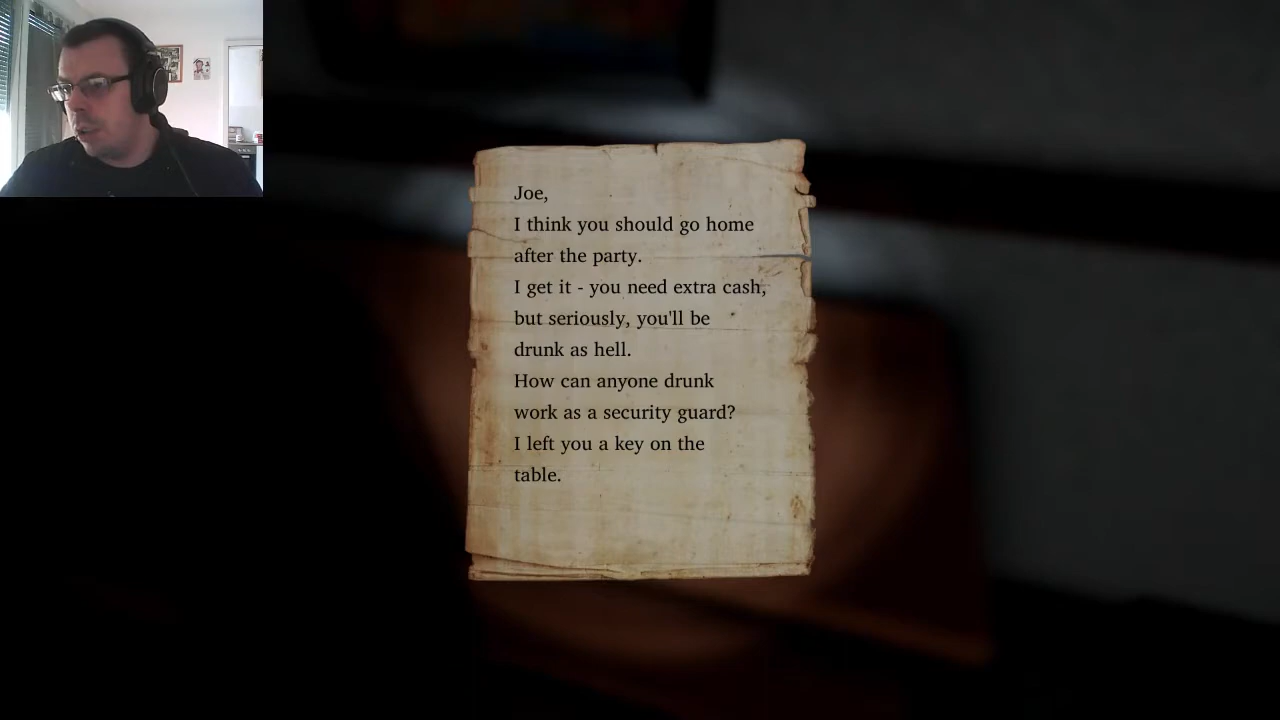 Joe,
I think you should go home
after the party.
I get it - you need extra cash,
but seriously, you'll be
drunk as hell.
How can anyone drunk
work as a security guard?
I left you a key on the
table.